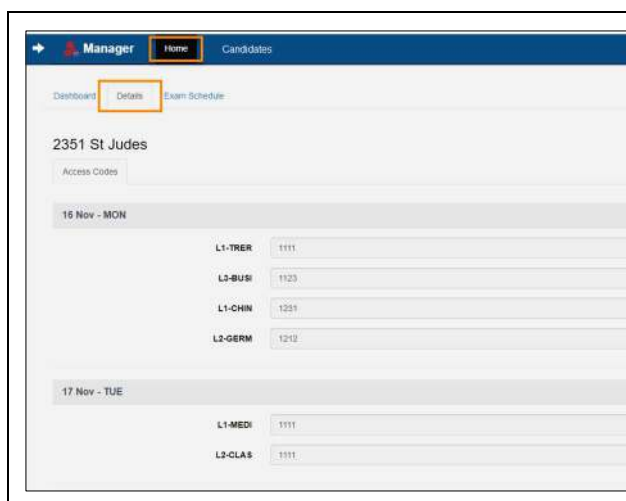 Manager Home Candidates
Dashboard Details Exam Schedule
2351 St Judes
Access Codes
16 Nov - MON
L1-TRER 1111
L3-BUSI 1123
L1-CHIN 1231
L2-GERM 1212
17 Nov - TUE
L1-MEDI 1111
L2-CLAS 1111